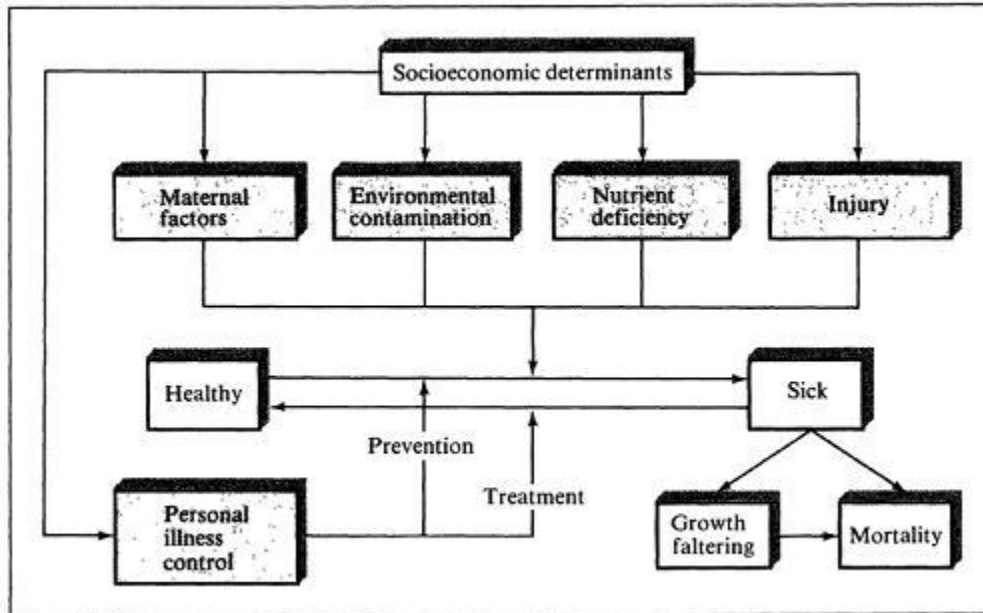 Socioeconomic determinants
Maternal
factors
Environmental
contamination
Nutrient
deficiency
Injury
Healthy
Sick
Prevention
Treatment
Personal
illness
control
Growth
faltering
Mortality